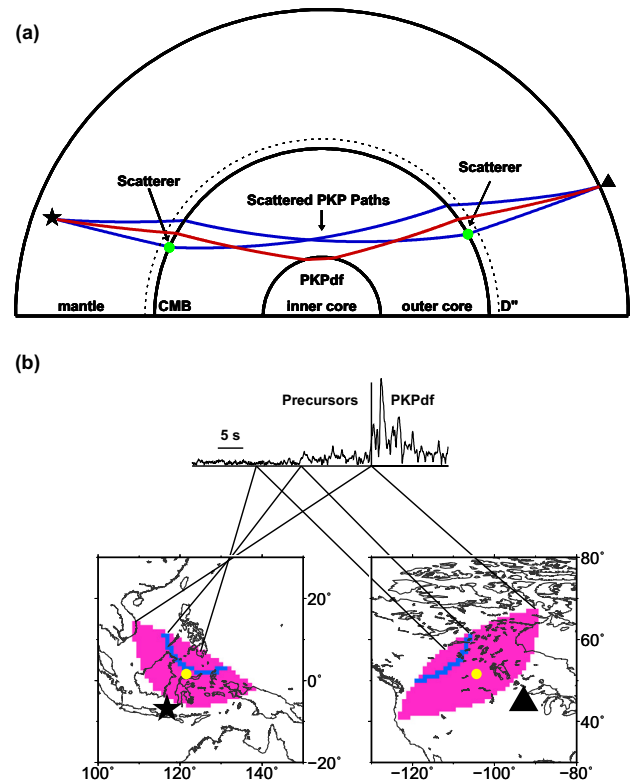 (a)
Scatterer
Scatterer
Scattered PKP Paths
PKPdf
mantle
CMB
inner core
outer core
D"
(b)
Precursors
PKPdf
5 s
20°
0°
−20°
100
120
140
80°
60°
40°
20°
−120
−100
−80